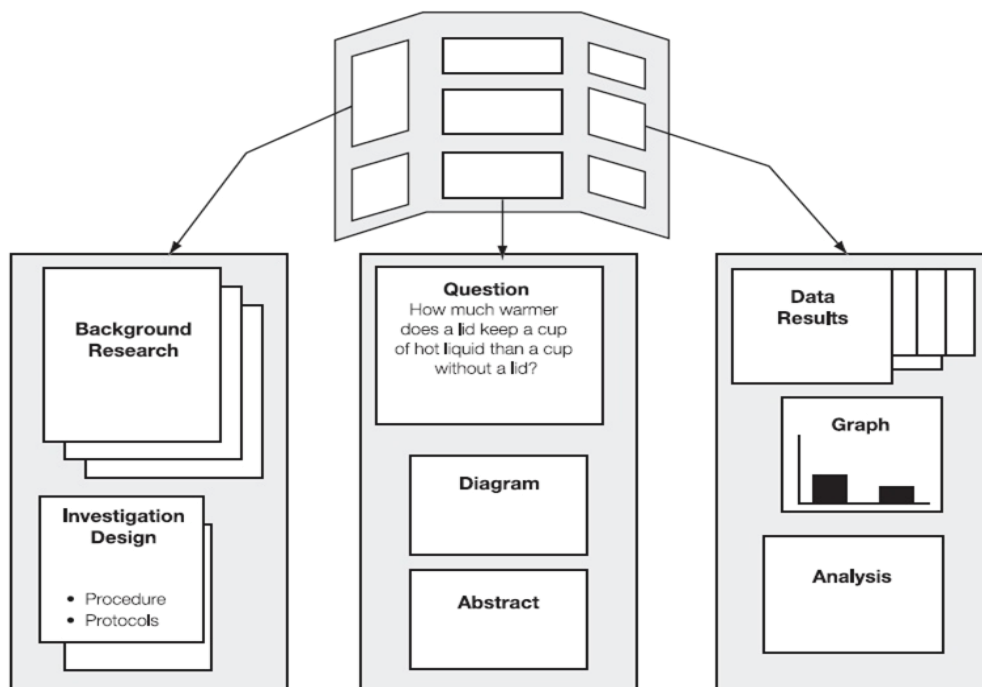 Background
Research
Investigation
Design
• Procedure
• Protocols
Question
How much warmer
does a lid keep a cup
of hot liquid than a cup
without a lid?
Diagram
Abstract
Data
Results
Graph
Analysis